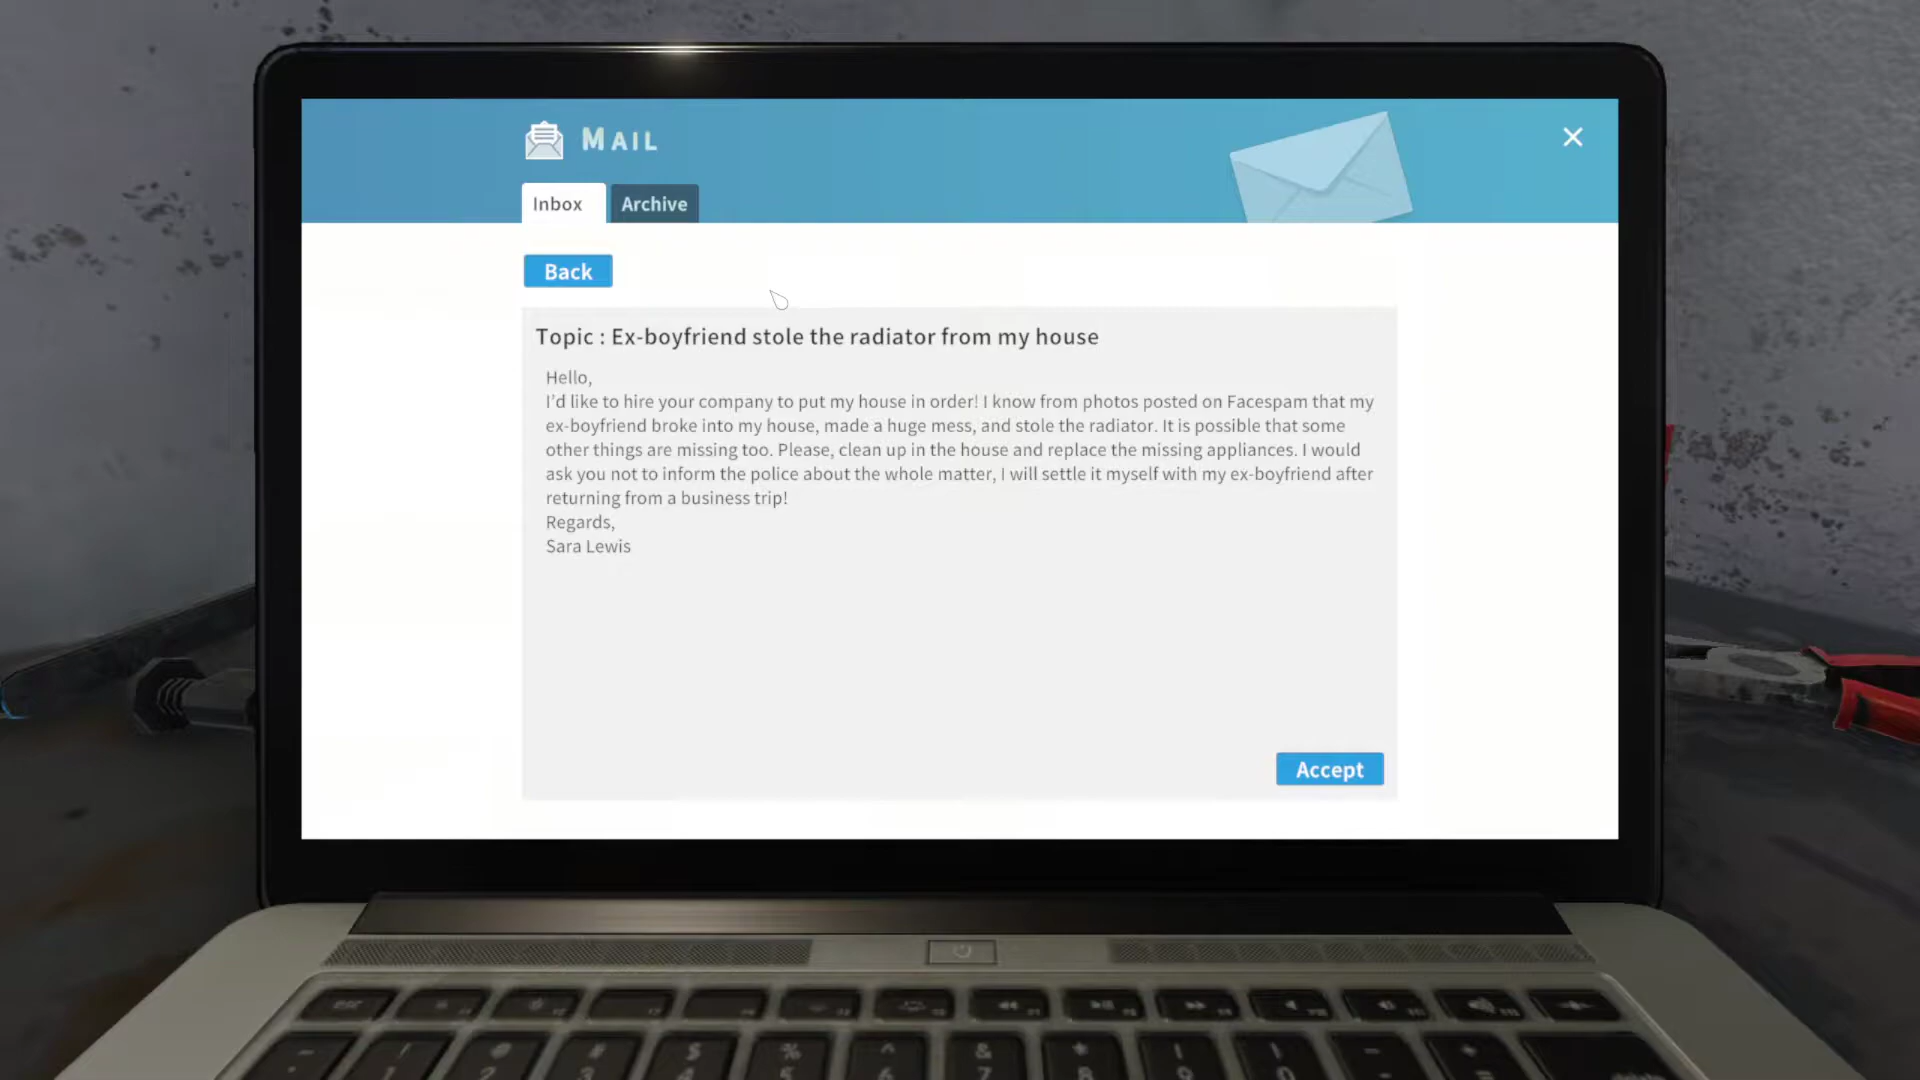 MAIL
Inbox
Archive
Back
Topic : Ex-boyfriend stole the radiator from my house
Hello,
I'd like to hire your company to put my house in order! I know from photos posted on Facespam that my
ex-boyfriend broke into my house, made a huge mess, and stole the radiator. It is possible that some
other things are missing too. Please, clean up in the house and replace the missing appliances. I would
ask you not to inform the police about the whole matter, I will settle it myself with my ex-boyfriend after
returning from a business trip!
Regards,
Sara Lewis
Accept